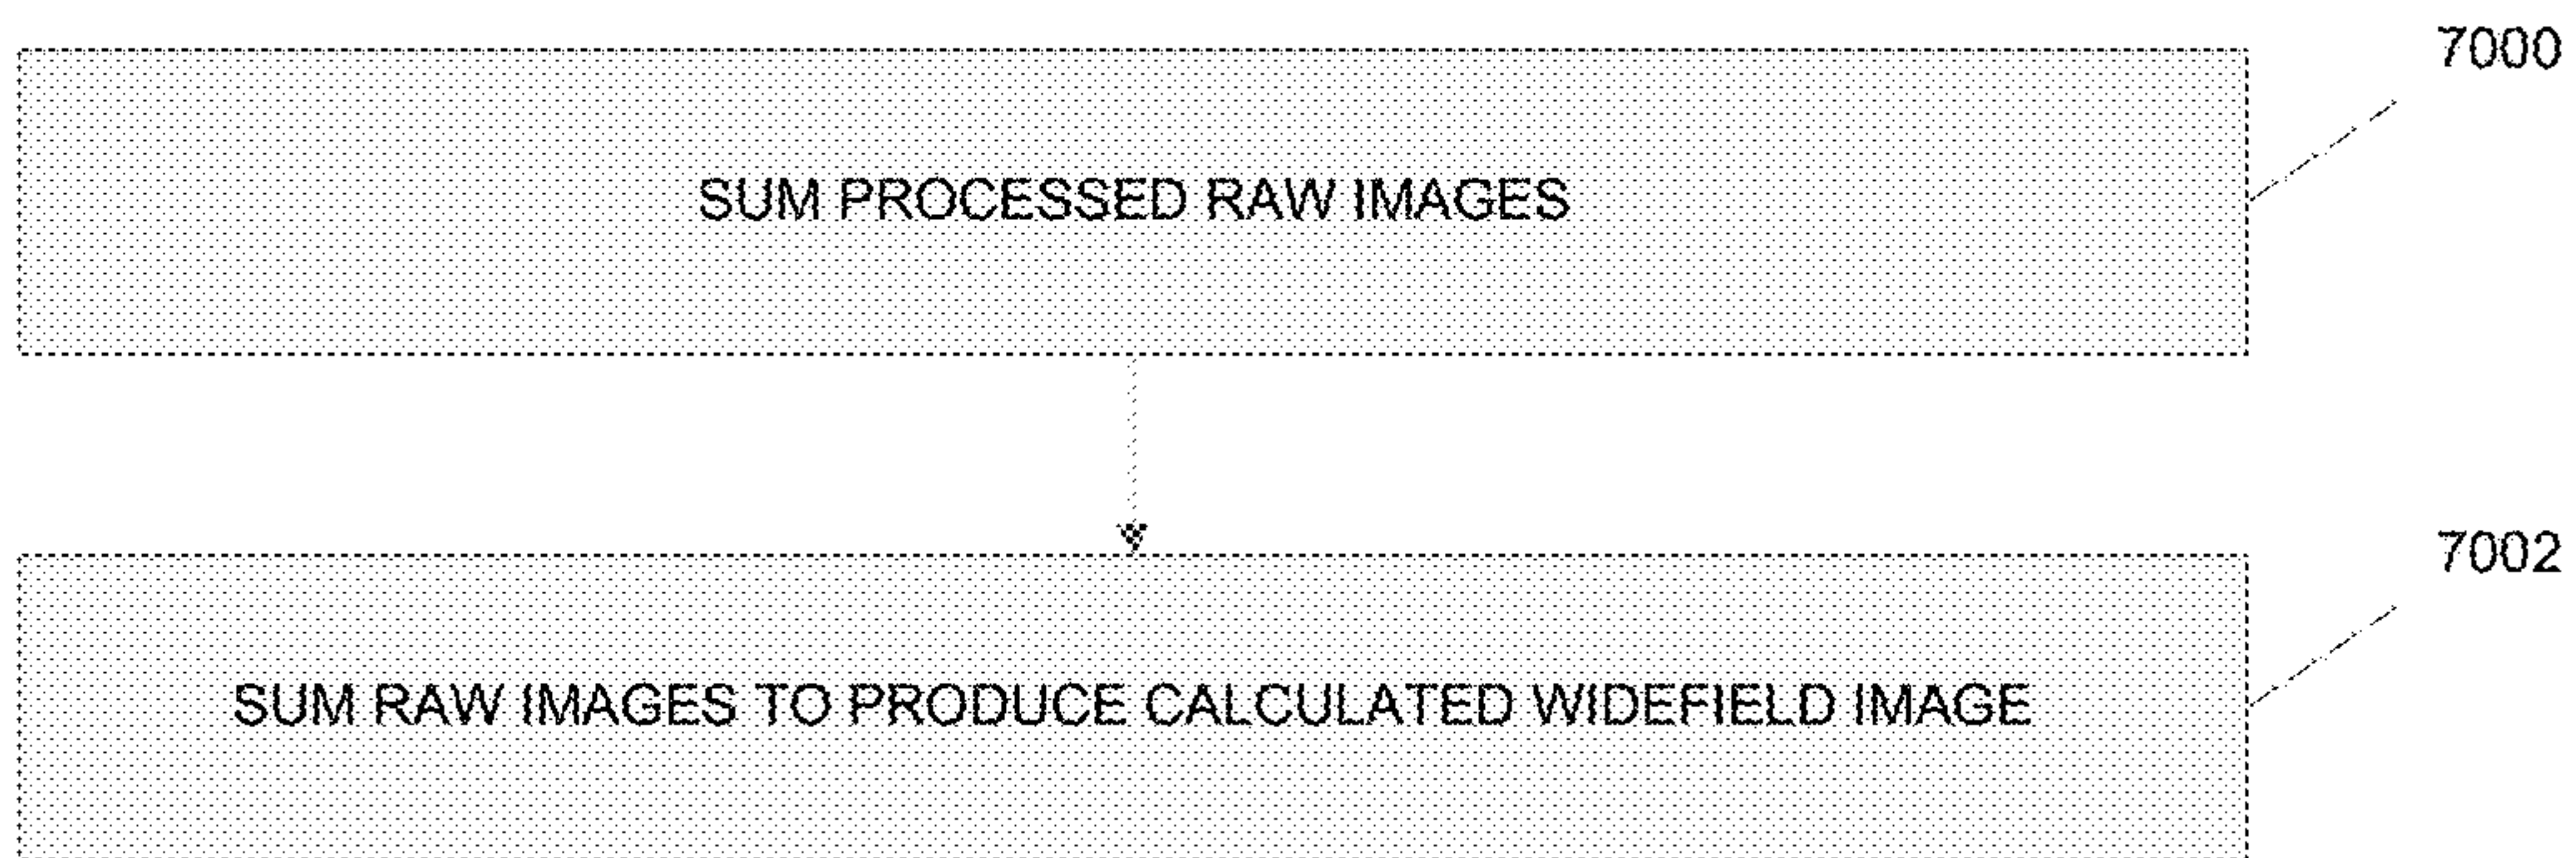 7000
SUM PROCESSED RAW IMAGES
7002
SUM RAW IMAGES TO PRODUCE CALCULATED WIDEFIELD IMAGE